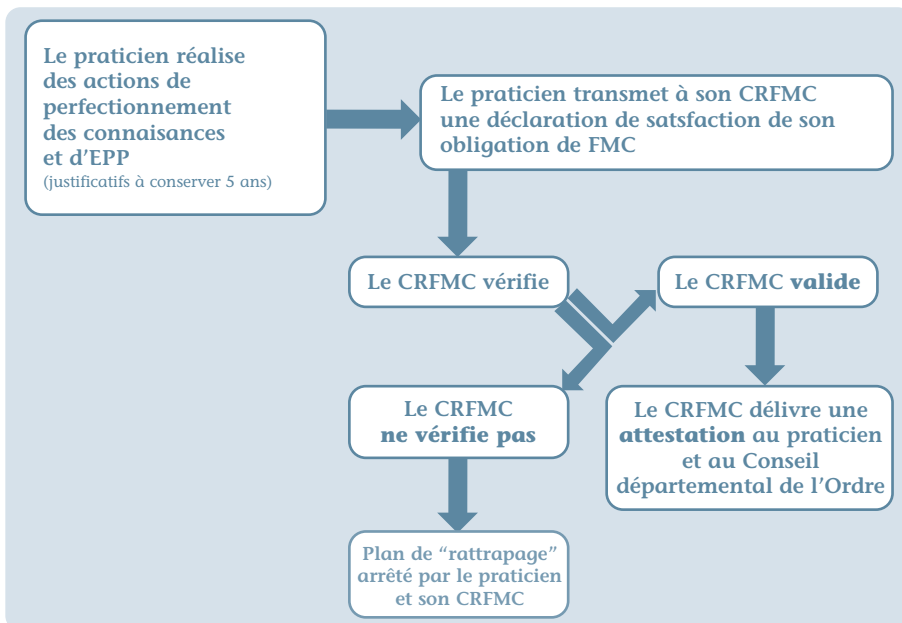 Le praticien réalise
des actions de
perfectionnement
des connaisances
et d'EPP
(justificatifs à conserver 5 ans)
Le praticien transmet à son CRFMC
une déclaration de satsfaction de son
obligation de FMC
Le CRFMC vérifie
Le CRFMC valide
Le CRFMC
ne vérifie pas
Le CRFMC délivre une
attestation au praticien
et au Conseil
départemental de l'Ordre
Plan de “rattrapage”
arrêté par le praticien
et son CRFMC